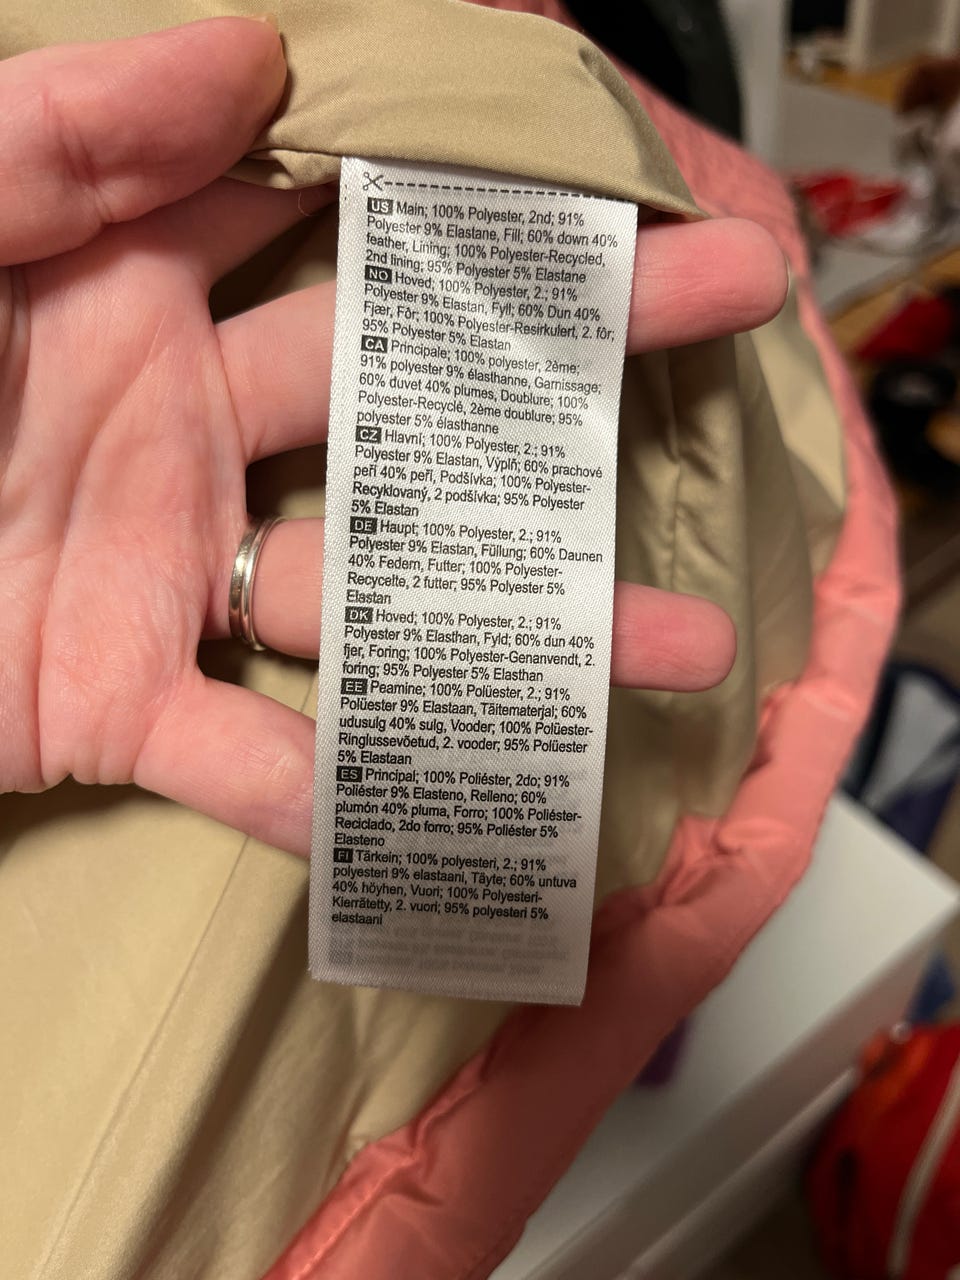 US Main; 100% Polyester, 2nd; 91%
Polyester 9% Elastane, Fill; 60% down 40%
feather, Lining; 100% Polyester-Recycled,
2nd lining; 95% Polyester 5% Elastane
NO Hoved; 100% Polyester, 2.; 91%
Polyester 9% Elastan, Fyll; 60% Dun 40%
Fjær, Fôr; 100% Polyester-Resirkulert, 2. fôr;
95% Polyester 5% Elastan
CA Principale; 100% polyester, 2ème;
91% polyester 9% élasthanne, Garnissage;
60% duvet 40% plumes, Doublure; 100%
Polyester-Recyclé, 2ème doublure; 95%
polyester 5% élasthanne
CZ Hlavní; 100% Polyester, 2.; 91%
Polyester 9% Elastan, Výplň; 60% prachové
peří 40% peří, Podšívka; 100% Polyester-
Recyklovaný, 2 podšívka; 95% Polyester
5% Elastan
DE Haupt; 100% Polyester, 2.; 91%
Polyester 9% Elastan, Füllung; 60% Daunen
40% Federn, Futter; 100% Polyester-
Recycelte, 2 futter; 95% Polyester 5%
Elastan
DK Hoved; 100% Polyester, 2.; 91%
Polyester 9% Elasthan, Fyld; 60% dun 40%
fjer, Foring; 100% Polyester-Genanvendt, 2.
foring; 95% Polyester 5% Elasthan
EE Peamine; 100% Polüester, 2.; 91%
Polüester 9% Elastaan, Täitematerjal; 60%
udusulg 40% sulg, Vooder; 100% Polüester-
Ringlussevõetud, 2. vooder; 95% Polüester
5% Elastaan
ES Principal; 100% Poliéster, 2do; 91%
Poliéster 9% Elasteno, Relleno; 60%
plumón 40% pluma, Forro; 100% Poliéster-
Reciclado, 2do forro; 95% Poliéster 5%
Elasteno
FI Tärkein; 100% polyesteri, 2.; 91%
polyesteri 9% elastaani, Täyte; 60% untuva
40% höyhen, Vuori; 100% Polyesteri-
Kierrätetty, 2. vuori; 95% polyesteri 5%
elastaani